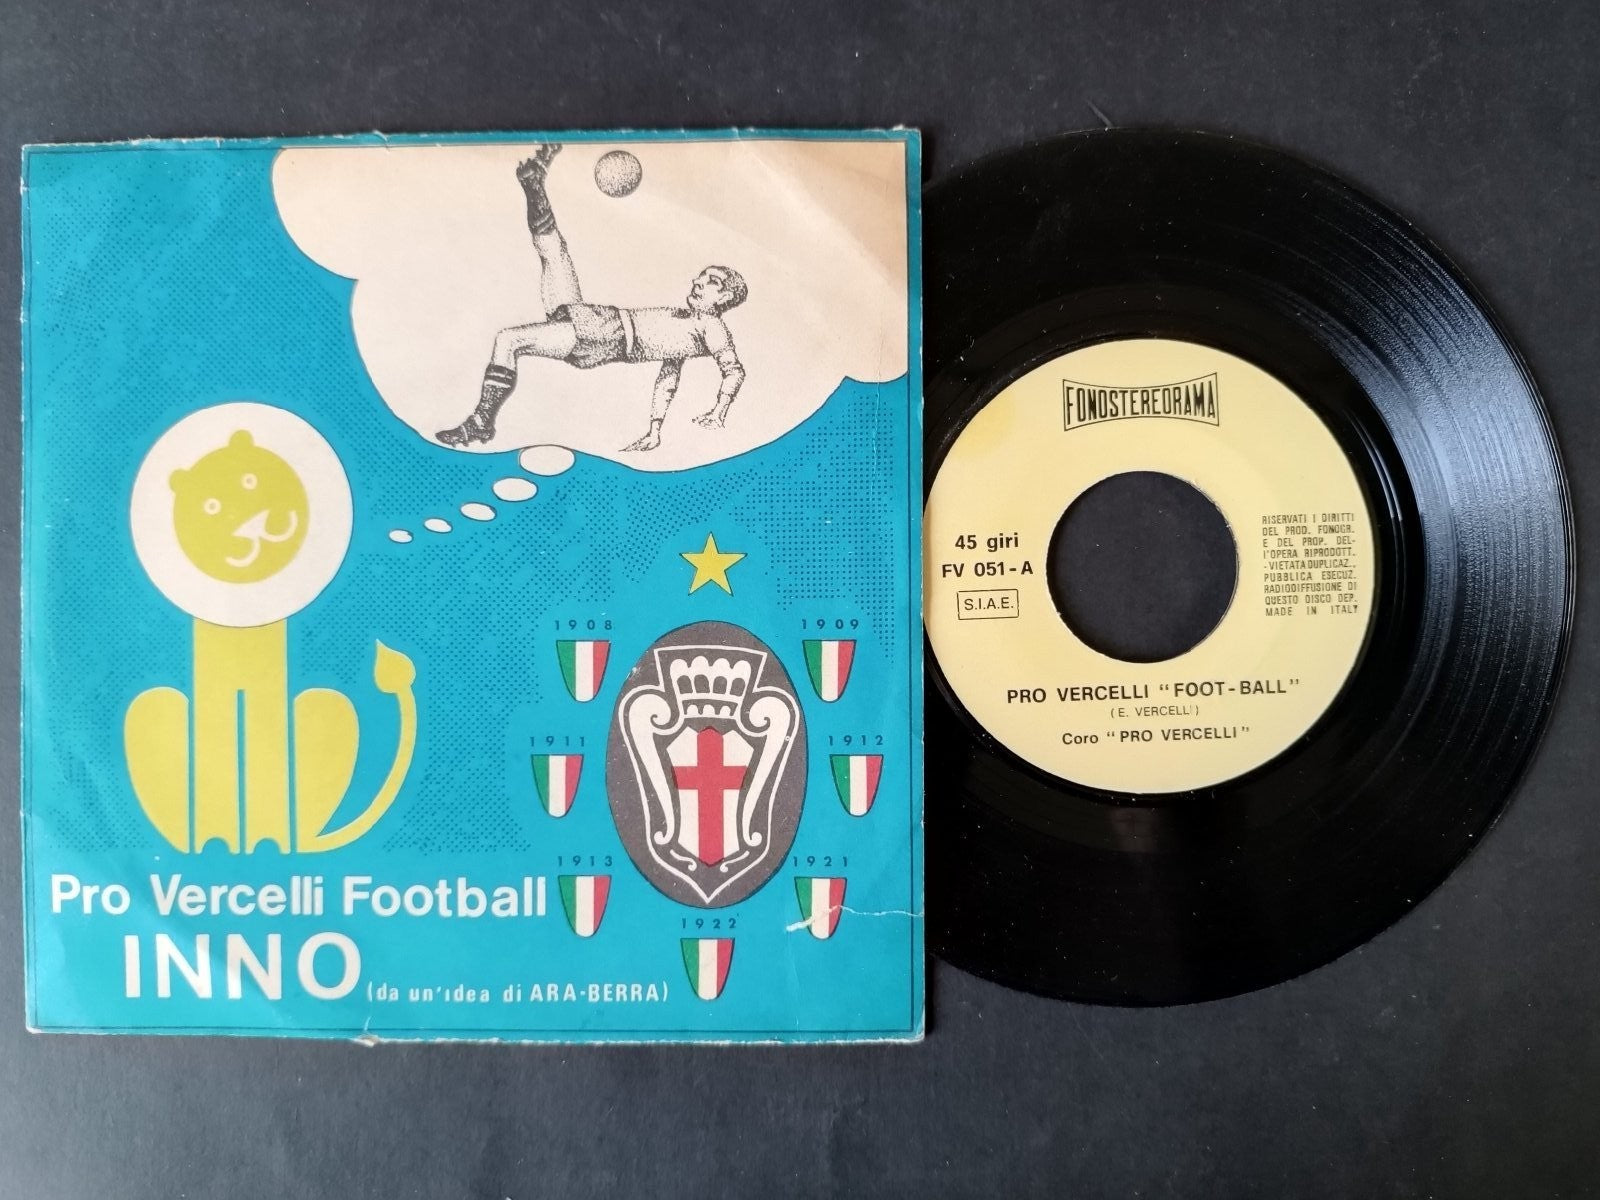 1908
1909
1911
1912
1913
1921
1922
Pro Vercelli Football
INNO (da un'idea di ARA-BERRA)
FONOSTEREORAMA
45 giri
FV 051-A
S.I.A.E.
RISERVATI I DIRITTI
DEL PROD. FONOGR.
E DEL PROP. DEL-
L'OPERA RIPRODOTT.
-VIETATA DUPLICAZ.,
PUBBLICA ESECUZ.
RADIODIFFUSIONE DI
QUESTO DISCO DEP.
MADE IN ITALY
PRO VERCELLI "FOOT-BALL"
(E. VERCELLI)
Coro "PRO VERCELLI"